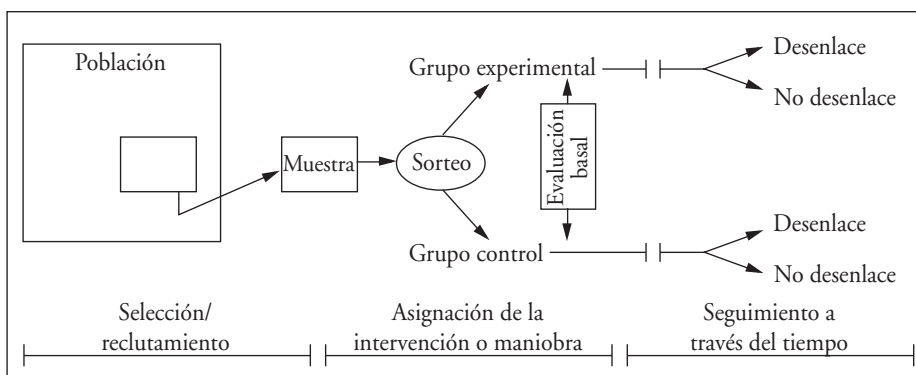 Población
Muestra
Sorteo
Grupo experimental
Evaluación
basal
Grupo control
Desenlace
No desenlace
Desenlace
No desenlace
Selección/
reclutamiento
Asignación de la
intervención o maniobra
Seguimiento a
través del tiempo